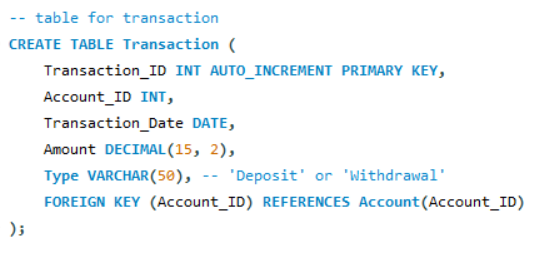 -- table for transaction
CREATE TABLE Transaction (
    Transaction_ID INT AUTO_INCREMENT PRIMARY KEY,
    Account_ID INT,
    Transaction_Date DATE,
    Amount DECIMAL(15, 2),
    Type VARCHAR(50), -- 'Deposit' or 'Withdrawal'
    FOREIGN KEY (Account_ID) REFERENCES Account(Account_ID)
);